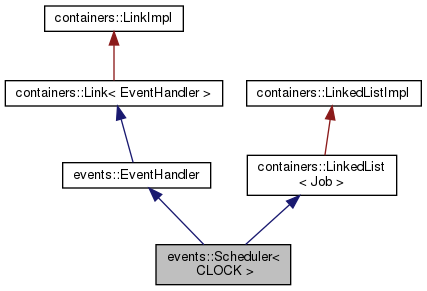 containers::LinkImpl
containers::Link< EventHandler >
containers::LinkedListImpl
events::EventHandler
containers::LinkedList
< Job >
events::Scheduler<
CLOCK >